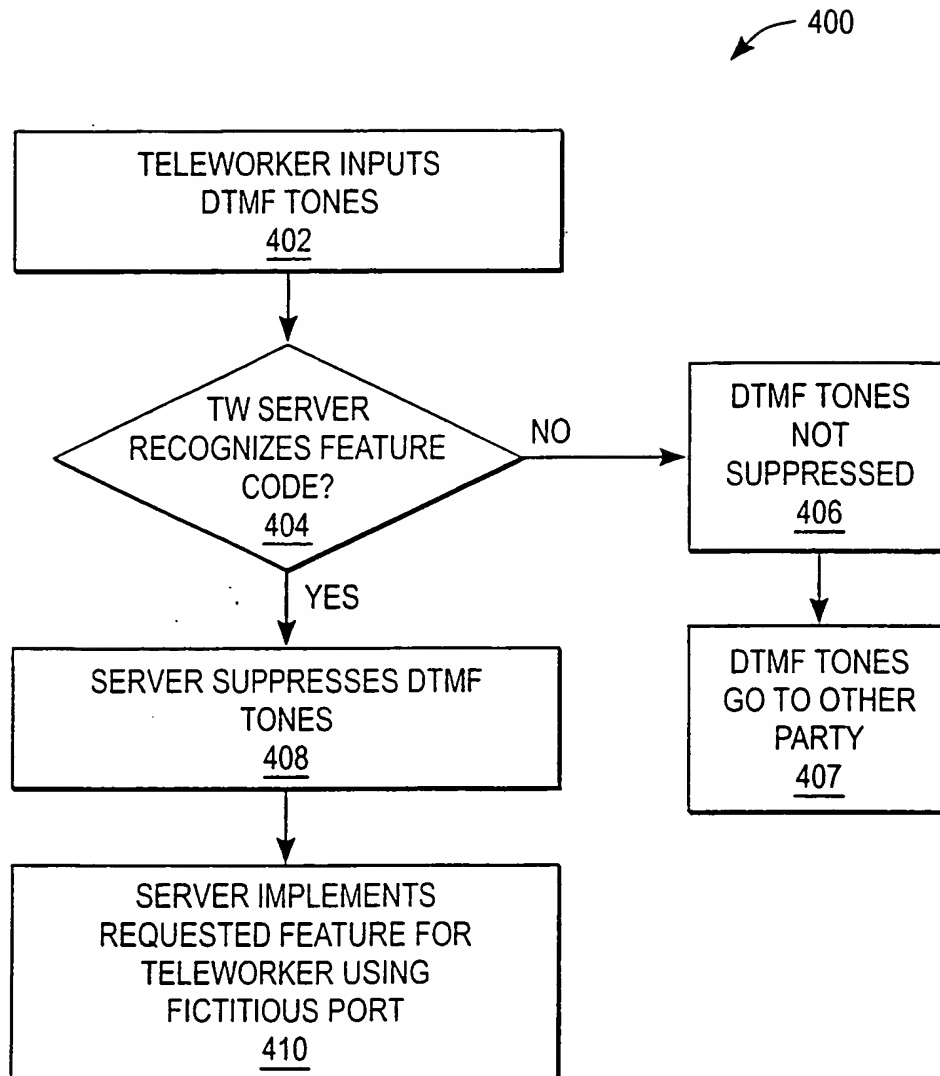 400
TELEWORKER INPUTS
DTMF TONES
402
TW SERVER
RECOGNIZES FEATURE
CODE?
404
NO
DTMF TONES
NOT
SUPPRESSED
406
YES
DTMF TONES
GO TO OTHER
PARTY
407
SERVER SUPPRESSES DTMF
TONES
408
SERVER IMPLEMENTS
REQUESTED FEATURE FOR
TELEWORKER USING
FICTITIOUS PORT
410